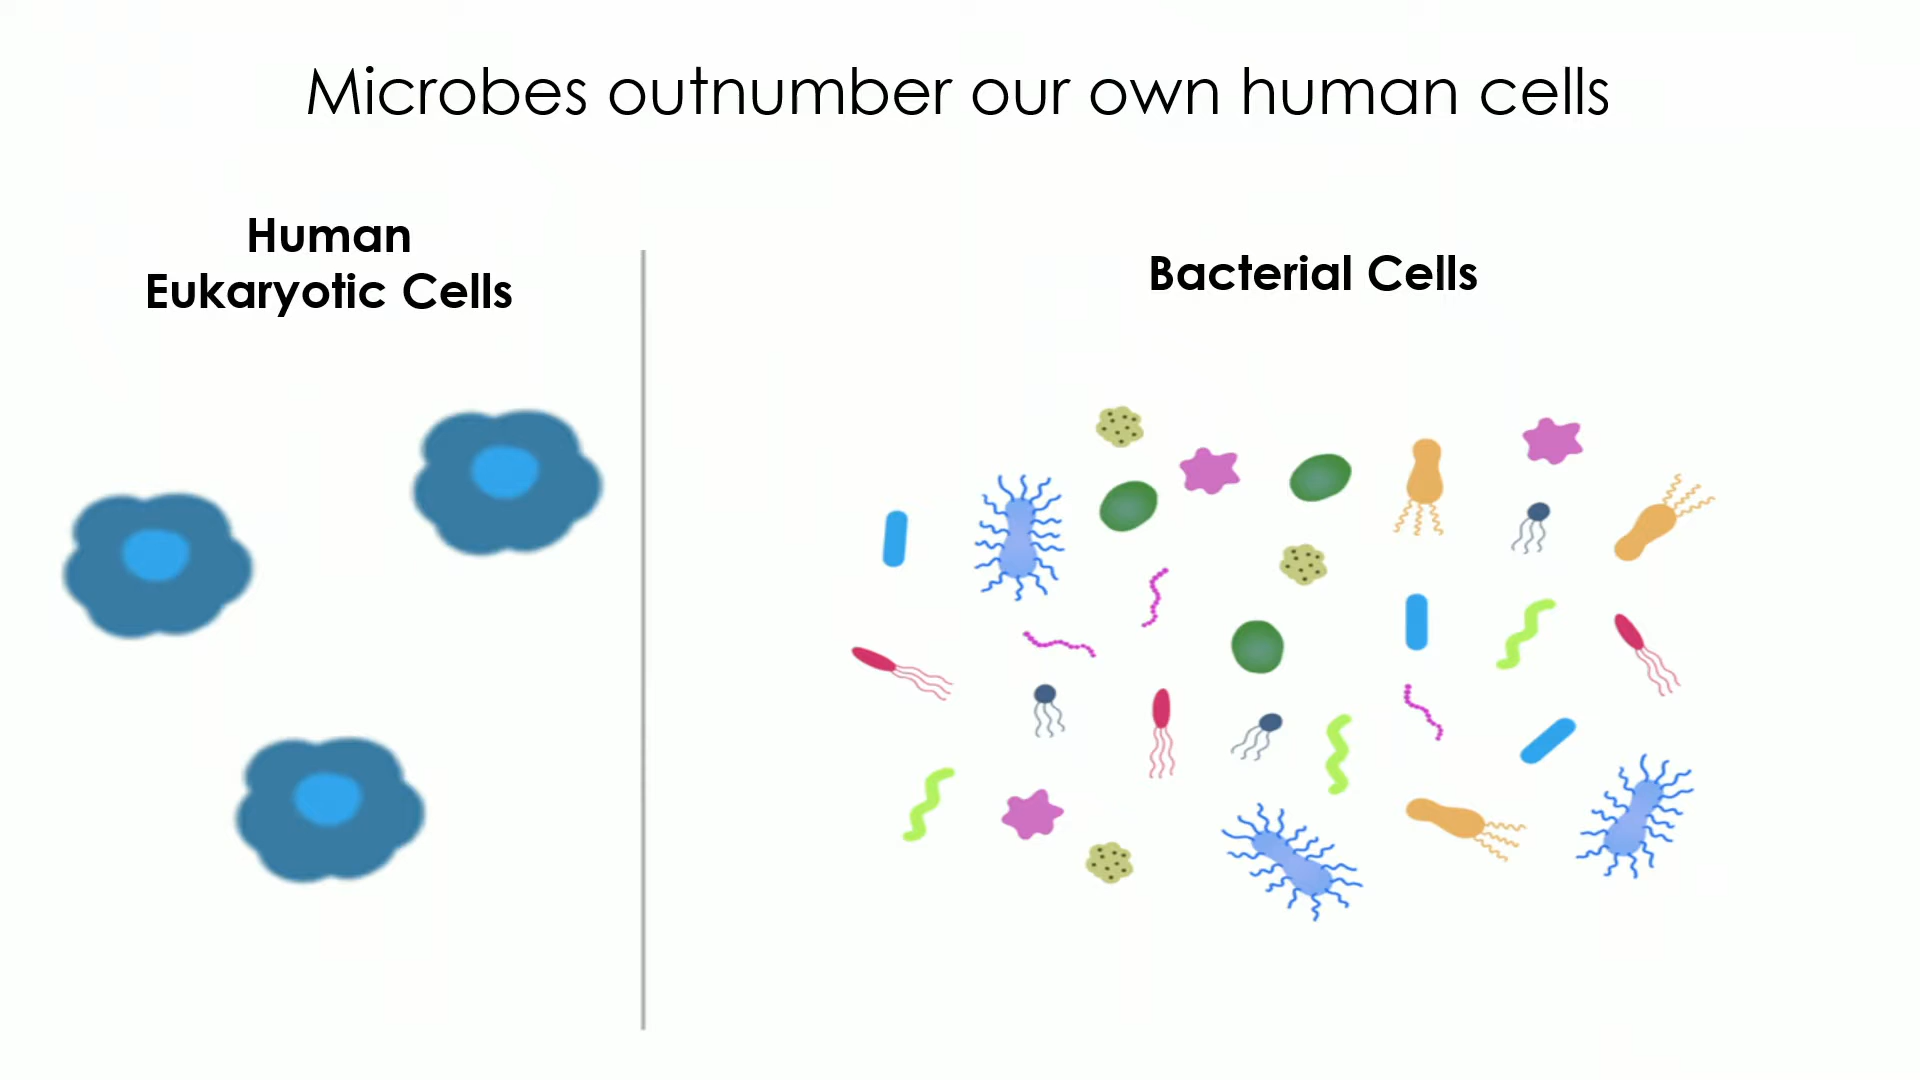 Microbes outnumber our own human cells
Human
Eukaryotic Cells
Bacterial Cells